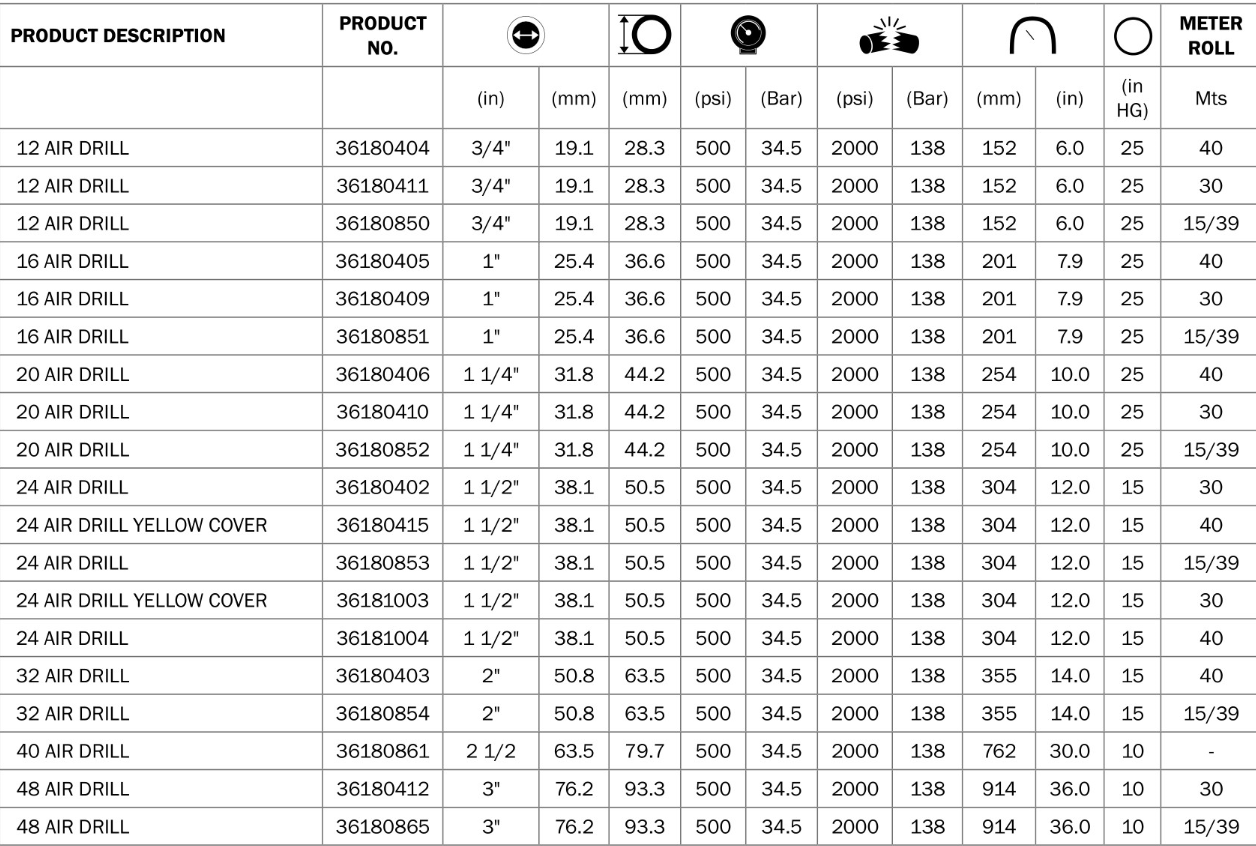 PRODUCT DESCRIPTION PRODUCT NO. METER ROLL
(in) (mm) (mm) (psi) (Bar) (psi) (Bar) (mm) (in) (in HG) Mts
12 AIR DRILL 36180404 3/4" 19.1 28.3 500 34.5 2000 138 152 6.0 25 40
12 AIR DRILL 36180411 3/4" 19.1 28.3 500 34.5 2000 138 152 6.0 25 30
12 AIR DRILL 36180850 3/4" 19.1 28.3 500 34.5 2000 138 152 6.0 25 15/39
16 AIR DRILL 36180405 1" 25.4 36.6 500 34.5 2000 138 201 7.9 25 40
16 AIR DRILL 36180409 1" 25.4 36.6 500 34.5 2000 138 201 7.9 25 30
16 AIR DRILL 36180851 1" 25.4 36.6 500 34.5 2000 138 201 7.9 25 15/39
20 AIR DRILL 36180406 1 1/4" 31.8 44.2 500 34.5 2000 138 254 10.0 25 40
20 AIR DRILL 36180410 1 1/4" 31.8 44.2 500 34.5 2000 138 254 10.0 25 30
20 AIR DRILL 36180852 1 1/4" 31.8 44.2 500 34.5 2000 138 254 10.0 25 15/39
24 AIR DRILL 36180402 1 1/2" 38.1 50.5 500 34.5 2000 138 304 12.0 15 30
24 AIR DRILL YELLOW COVER 36180415 1 1/2" 38.1 50.5 500 34.5 2000 138 304 12.0 15 40
24 AIR DRILL 36180853 1 1/2" 38.1 50.5 500 34.5 2000 138 304 12.0 15 15/39
24 AIR DRILL YELLOW COVER 36181003 1 1/2" 38.1 50.5 500 34.5 2000 138 304 12.0 15 30
24 AIR DRILL 36181004 1 1/2" 38.1 50.5 500 34.5 2000 138 304 12.0 15 40
32 AIR DRILL 36180403 2" 50.8 63.5 500 34.5 2000 138 355 14.0 15 40
32 AIR DRILL 36180854 2" 50.8 63.5 500 34.5 2000 138 355 14.0 15 15/39
40 AIR DRILL 36180861 2 1/2 63.5 79.7 500 34.5 2000 138 762 30.0 10 -
48 AIR DRILL 36180412 3" 76.2 93.3 500 34.5 2000 138 914 36.0 10 30
48 AIR DRILL 36180865 3" 76.2 93.3 500 34.5 2000 138 914 36.0 10 15/39